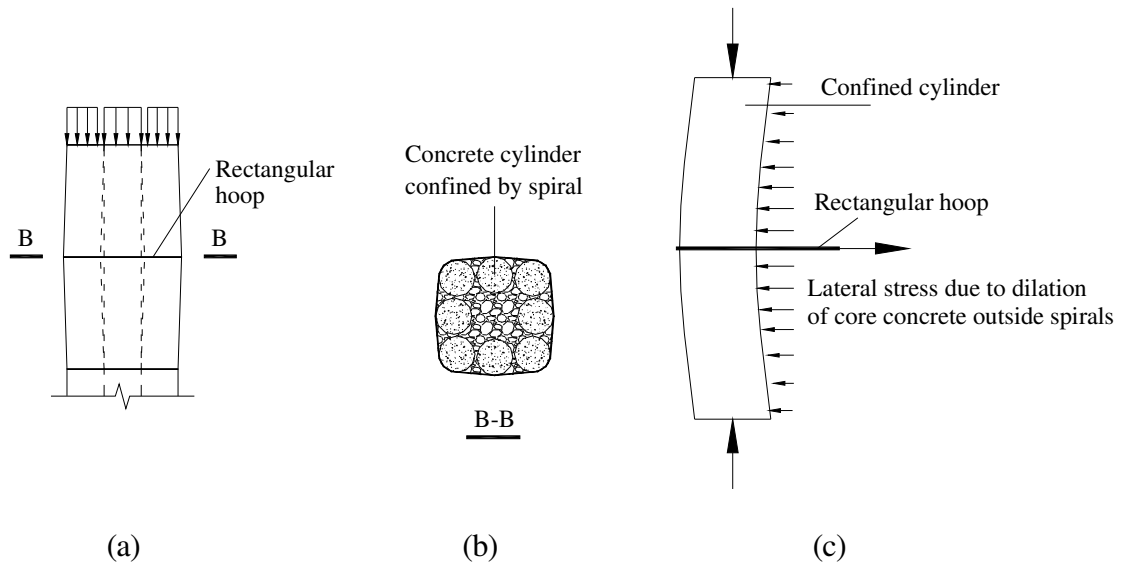 Rectangular
hoop
B
B
(a)
Concrete cylinder
confined by spiral
B-B
(b)
Confined cylinder
Rectangular hoop
Lateral stress due to dilation
of core concrete outside spirals
(c)